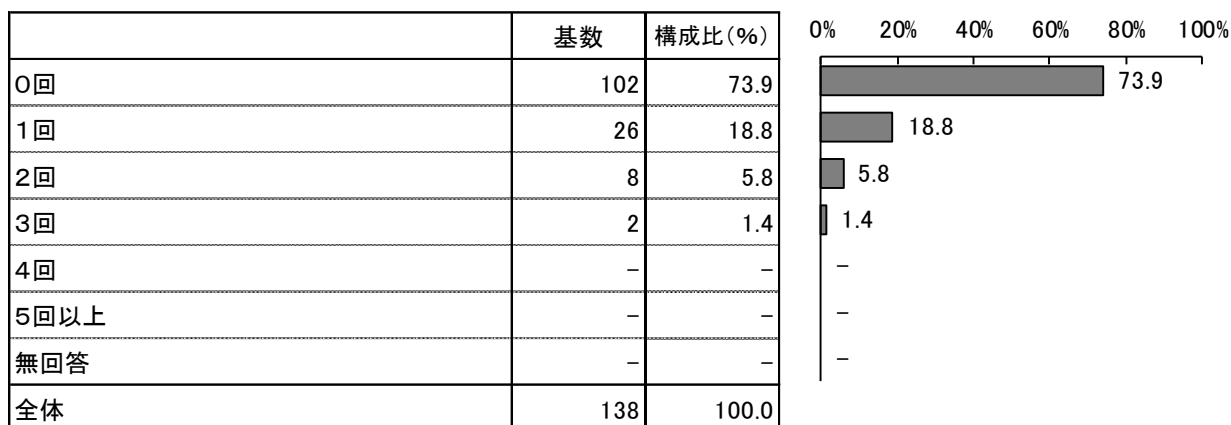 基数 構成比(%)
0回 102 73.9
1回 26 18.8
2回 8 5.8
3回 2 1.4
4回 － －
5回以上 － －
無回答 － －
全体 138 100.0
0% 20% 40% 60% 80% 100%
73.9
18.8
5.8
1.4
－
－
－